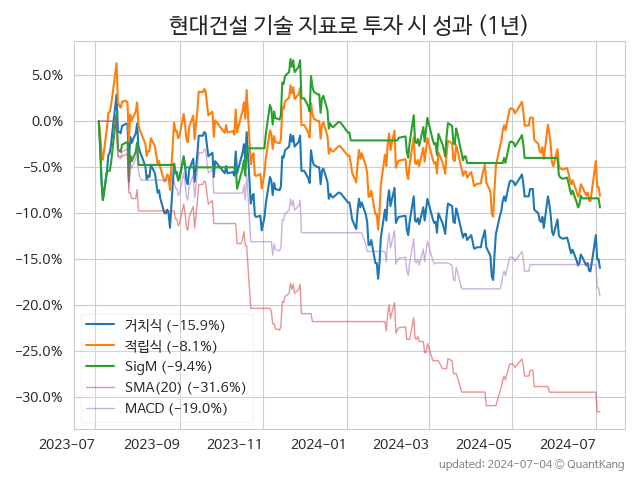 현대건설 기술 지표로 투자 시 성과 (1년)
5.0%
0.0%
−5.0%
−10.0%
−15.0%
−20.0%
−25.0%
−30.0%
거치식 (−15.9%)
적립식 (−8.1%)
SigM (−9.4%)
SMA(20) (−31.6%)
MACD (−19.0%)
2023-07 2023-09 2023-11 2024-01 2024-03 2024-05 2024-07
updated: 2024-07-04 © QuantKang